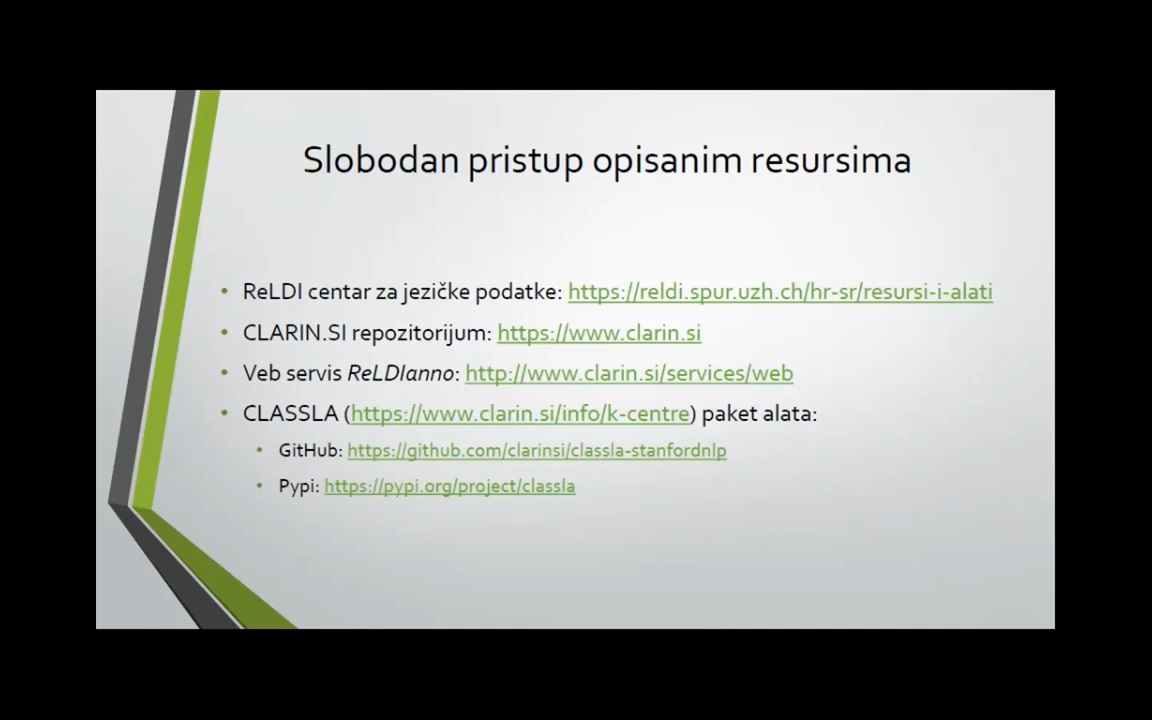 Slobodan pristup opisanim resursima
• ReLDI centar za jezičke podatke: https://reldi.spur.uzh.ch/hr-sr/resursi-i-alati
• CLARIN.SI repozitorijum: https://www.clarin.si
• Veb servis ReLDIanno: http://www.clarin.si/services/web
• CLASSLA (https://www.clarin.si/info/k-centre) paket alata:
• GitHub: https://github.com/clarinsi/classla-stanfordnlp
• Pypi: https://pypi.org/project/classla